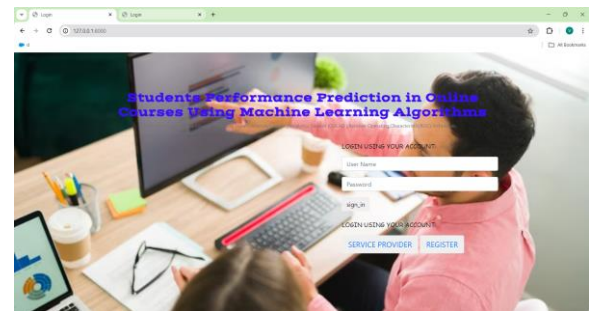 Login
Login
127.0.0.1:8000
All Bookmarks
Students Performance Prediction in Online
Courses Using Machine Learning Algorithms
LOGIN USING YOUR ACCOUNT:
User Name
Password
sign_in
LOGIN USING YOUR ACCOUNT:
SERVICE PROVIDER
REGISTER